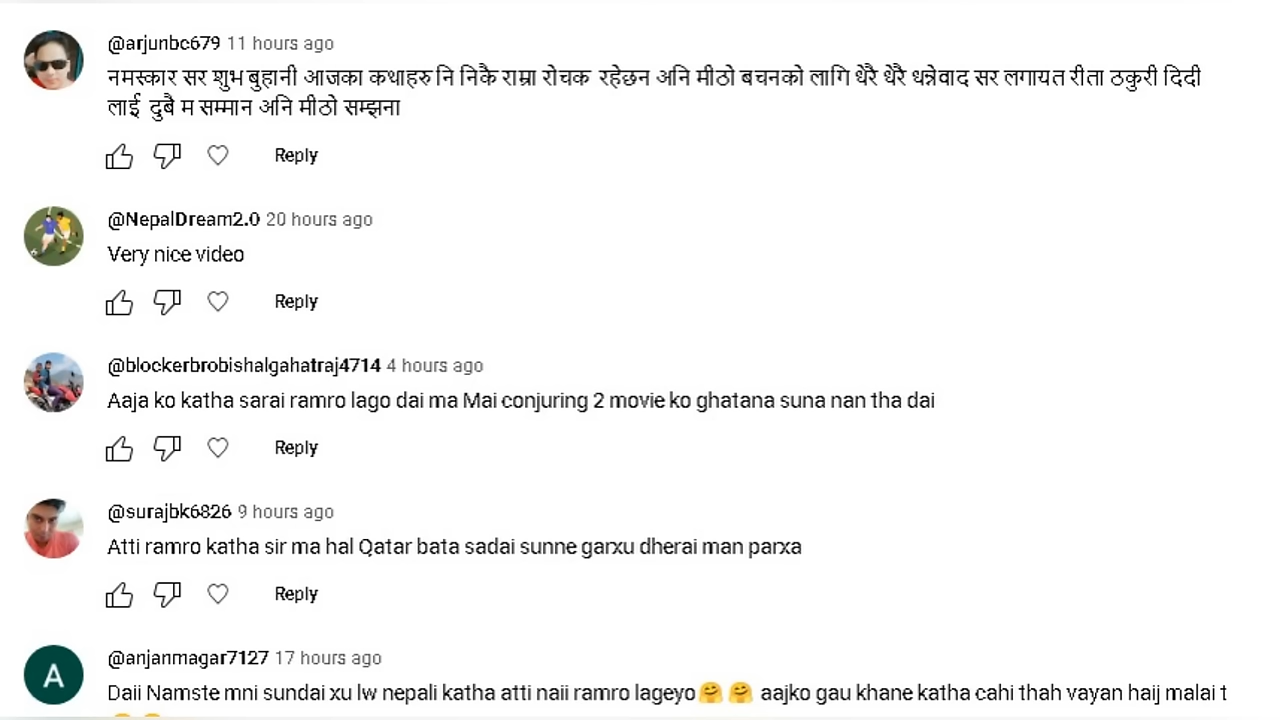 @arjunbc679 11 hours ago
नमस्कार सर शुभ बुहानी आजका कथाहरु नि निकै राम्रा रोचक रहेछन अनि मीठो बचनको लागि धेरै धेरै धन्नेवाद सर लगायत रीता ठकुरी दिदी
लाई दुबै म सम्मान अनि मीठो सम्झना
Reply
@NepalDream2.0 20 hours ago
Very nice video
Reply
@blockerbrobishalgahatraj4714 4 hours ago
Aaja ko katha sarai ramro lago dai ma Mai conjuring 2 movie ko ghatana suna nan tha dai
Reply
@surajbk6826 9 hours ago
Atti ramro katha sir ma hal Qatar bata sadai sunne garxu dherai man parxa
Reply
A
@anjanmagar7127 17 hours ago
Daii Namste mni sundai xu lw nepali katha atti naii ramro lageyo🤗 🤗 aajko gau khane katha cahi thah vayan haij malai t